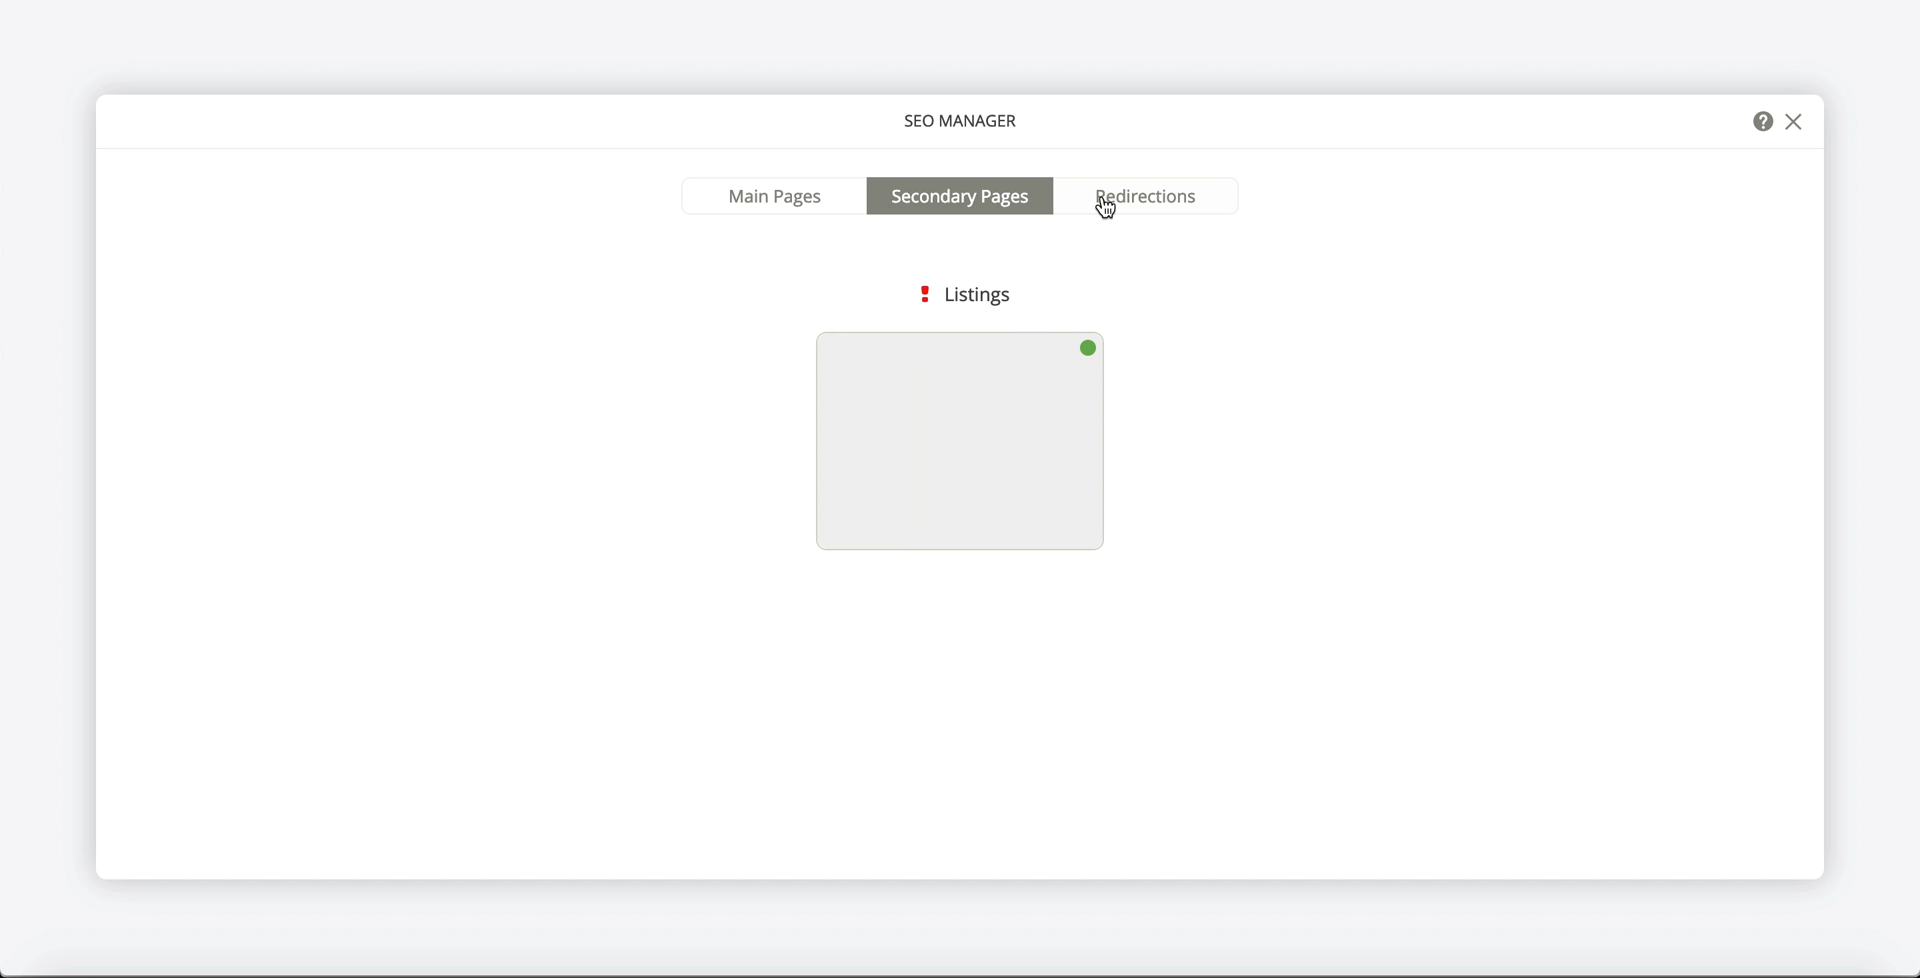 SEO MANAGER
Main Pages
Secondary Pages
Redirections
Listings